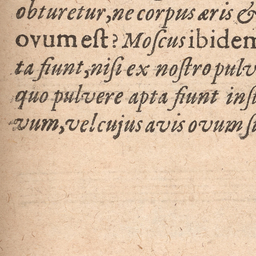 obturetur, ne corpus æris &
ovum est? Moſcus ibidem
ta fiunt, niſi ex noſtro pulv
quo pulvere apta fiunt inſt
vum, vel cujus avis ovum ſi